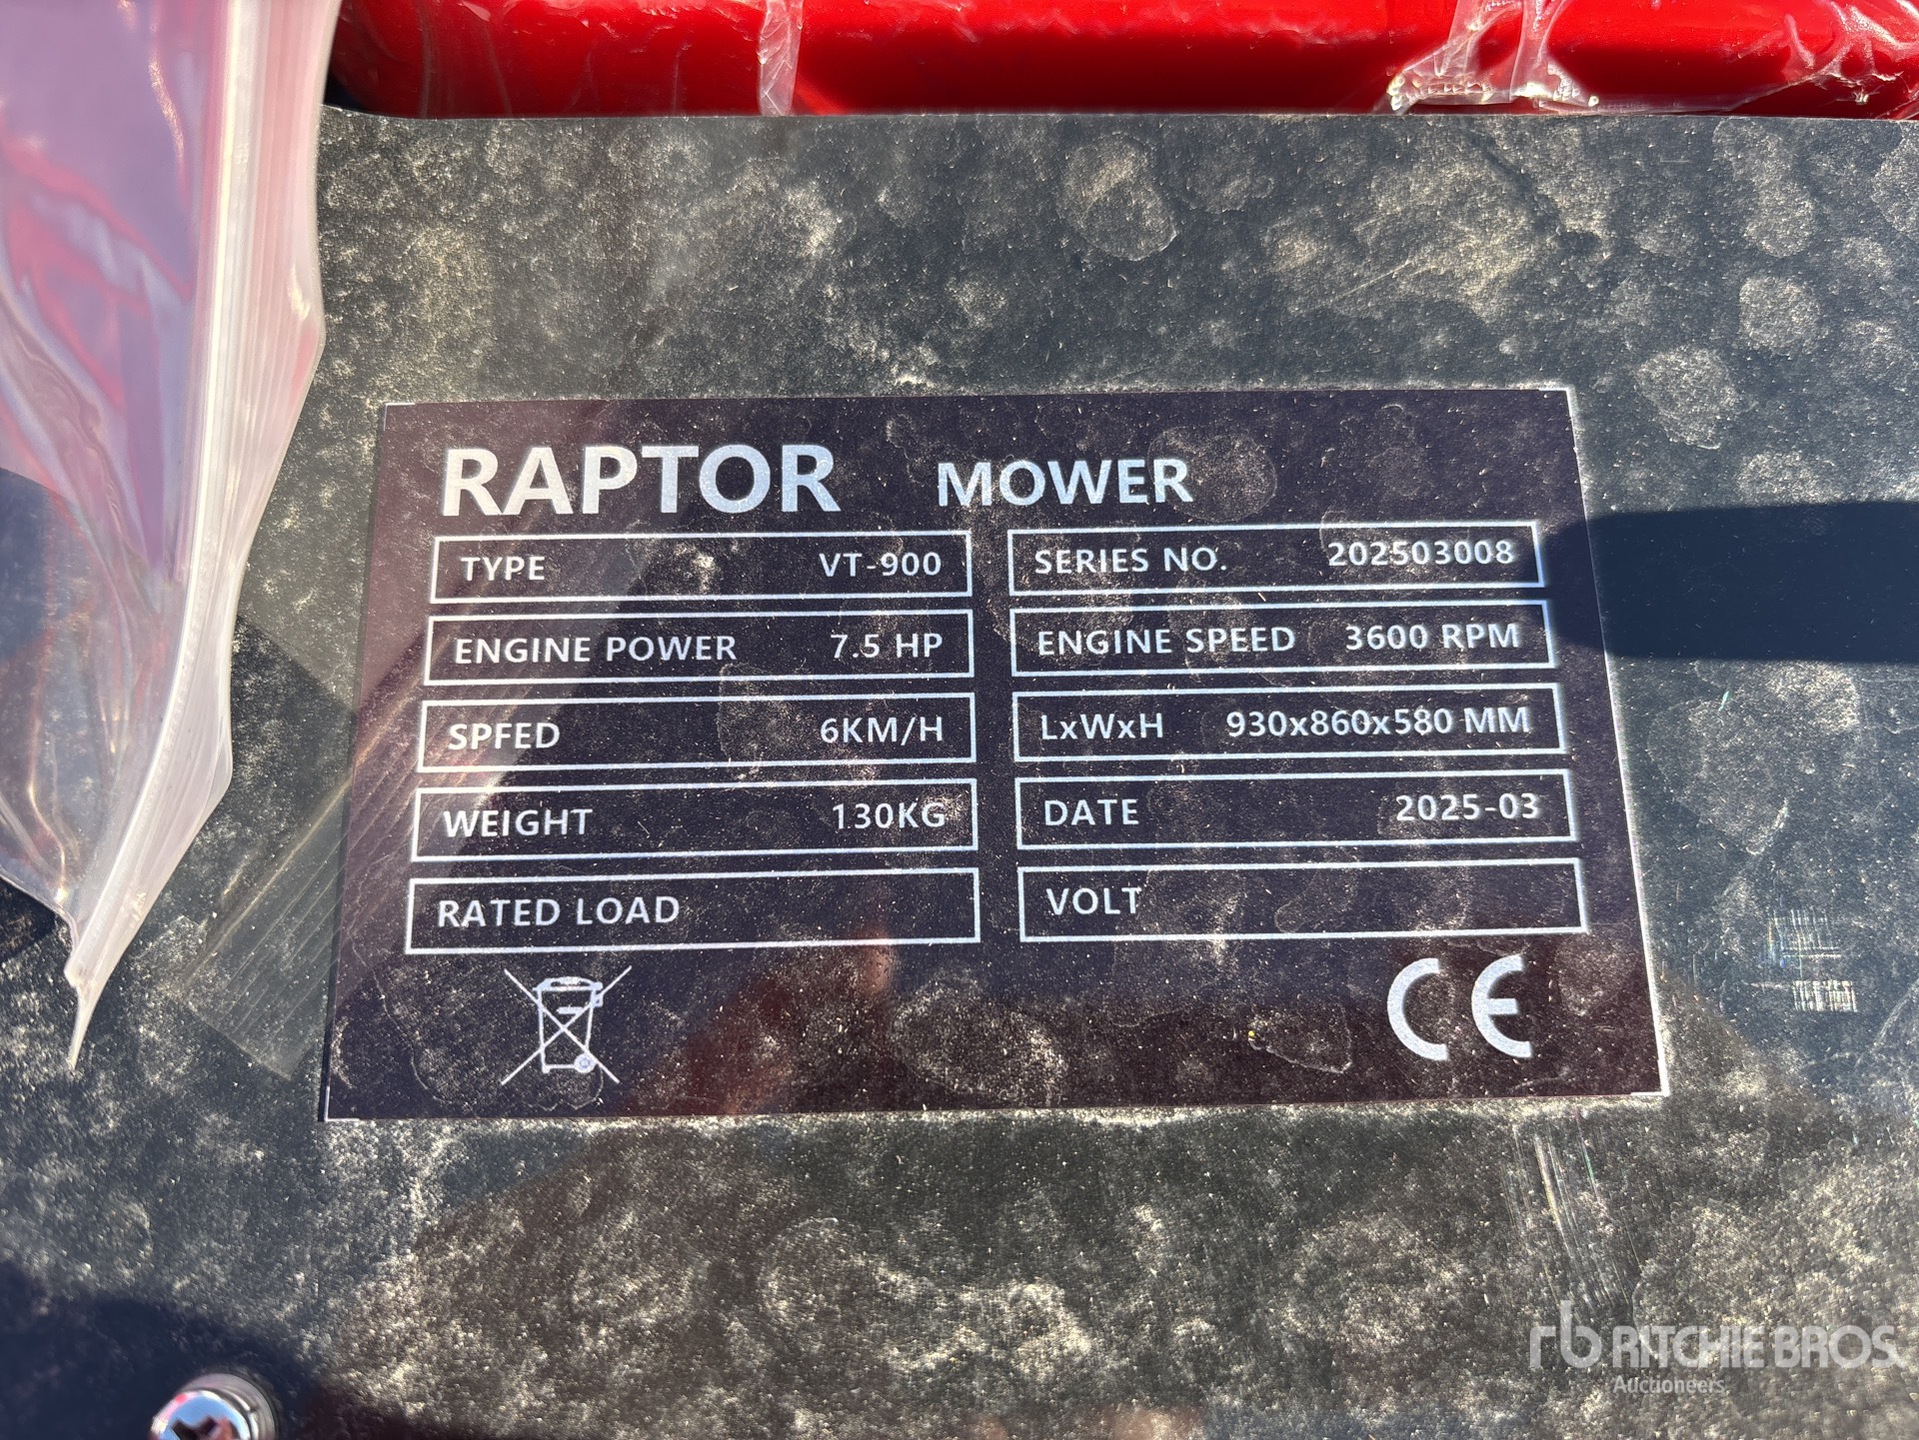 RAPTOR MOWER
TYPE VT-900
SERIES NO. 202503008
ENGINE POWER 7.5 HP
ENGINE SPEED 3600 RPM
SPFED 6KM/H
LxWxH 930x860x580 MM
WEIGHT 130KG
DATE 2025-03
RATED LOAD
VOLT
CE
rb RITCHIE BROS.
Auctioneers